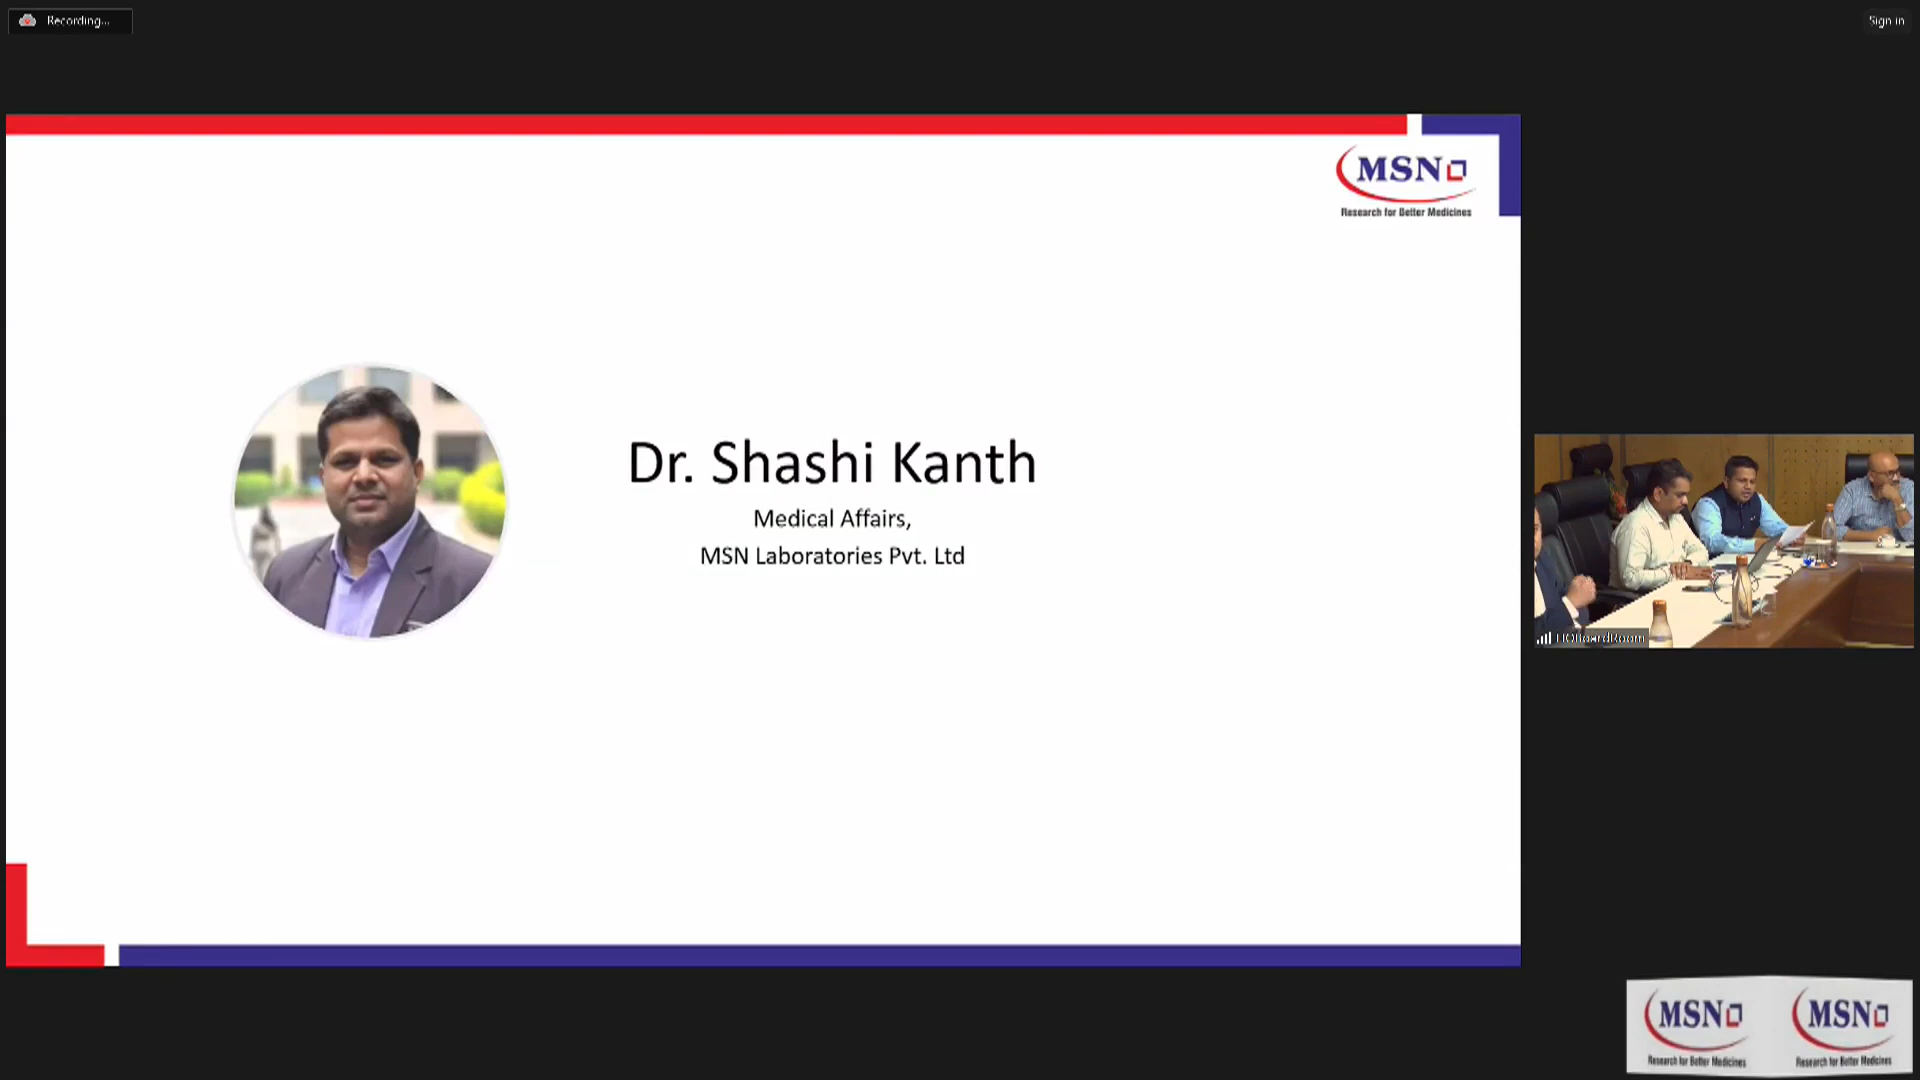 Recording...
Sign in
MSN
Research for Better Medicines
Dr. Shashi Kanth
Medical Affairs,
MSN Laboratories Pvt. Ltd
HOBoardRoom
MSN
Research for Better Medicines
MSN
Research for Better Medicines